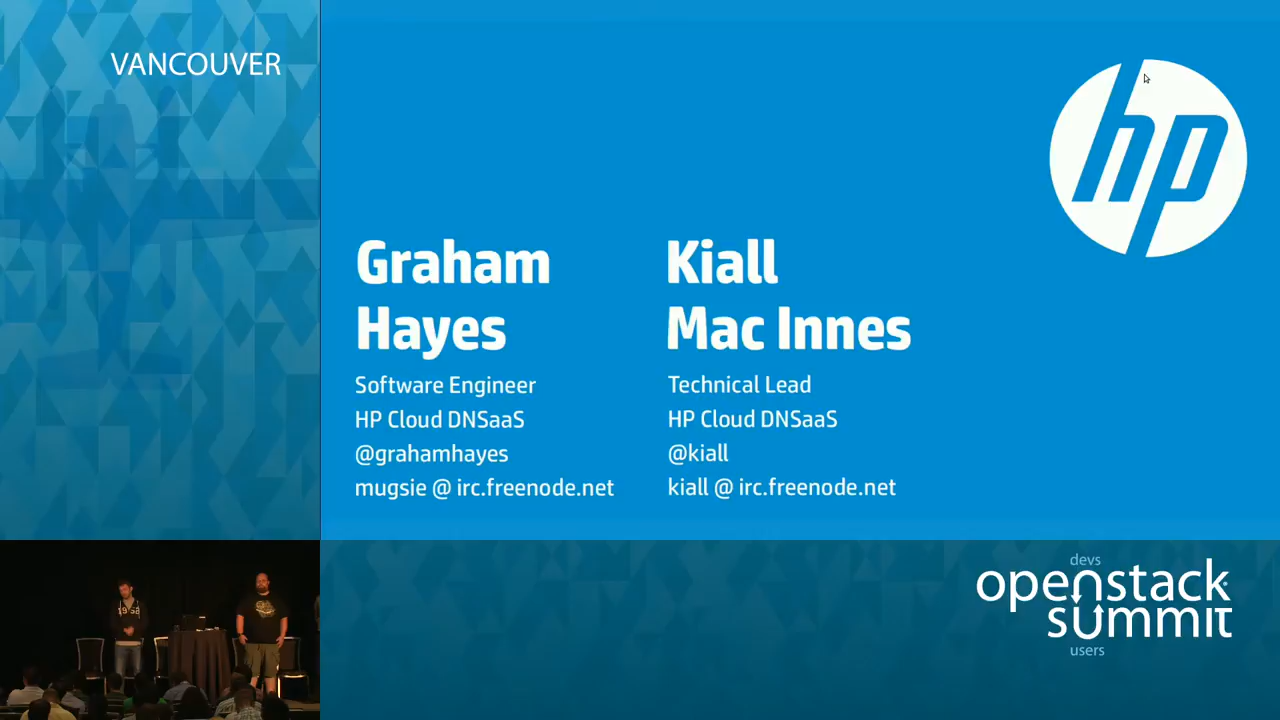 VANCOUVER
hp
Graham
Hayes
Software Engineer
HP Cloud DNSaaS
@grahamhayes
mugsie @ irc.freenode.net
Kiall
Mac Innes
Technical Lead
HP Cloud DNSaaS
@kiall
kiall @ irc.freenode.net
1952
devs
openstack
summit
users